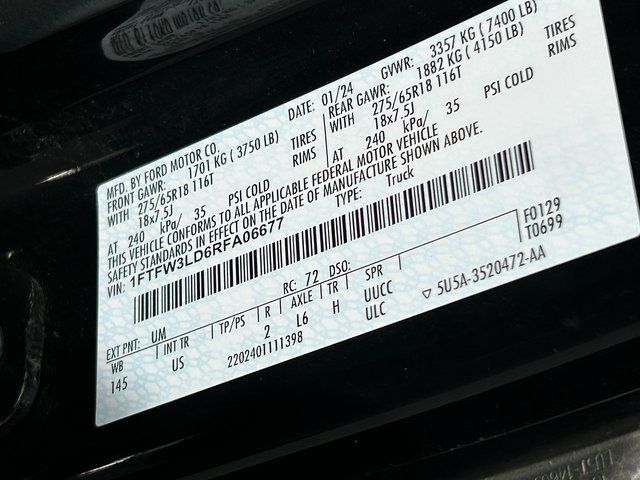 MFD. BY FORD MOTOR CO.
DATE: 01/24 GVWR: 3357 KG ( 7400 LB)
FRONT GAWR: 1701 KG ( 3750 LB)
REAR GAWR: 1882 KG ( 4150 LB)
WITH 275/65R18 116T TIRES
WITH 275/65R18 116T TIRES
18x7.5J RIMS
18x7.5J RIMS
AT 240 kPa/ 35 PSI COLD
AT 240 kPa/ 35 PSI COLD
THIS VEHICLE CONFORMS TO ALL APPLICABLE FEDERAL MOTOR VEHICLE
SAFETY STANDARDS IN EFFECT ON THE DATE OF MANUFACTURE SHOWN ABOVE.
VIN: 1FTFW3LD6RFA06677
TYPE: Truck
F0129
T0699
EXT PNT: UM RC: 72 DSO:
WB INT TR TP/PS R AXLE TR SPR
145 US 2 L6 H UUCC
ULC
2202401111398
▽ 5U5A-3520472-AA